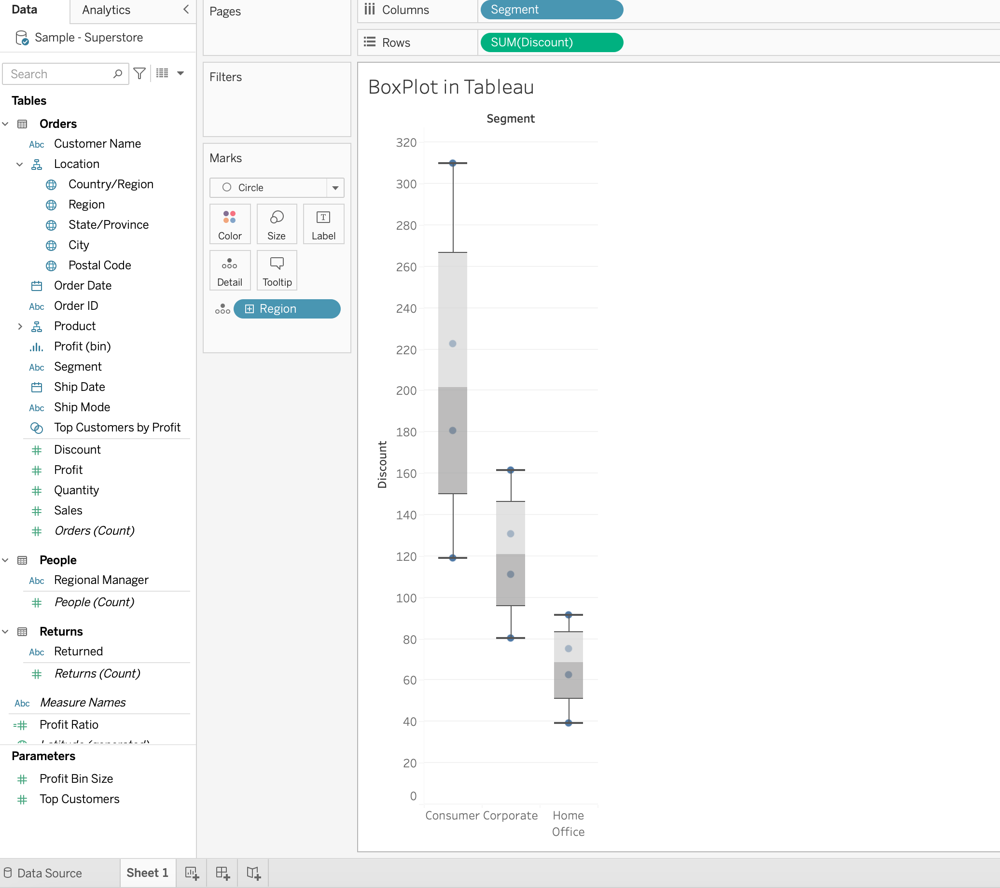 Data
Analytics
Sample - Superstore
Search
Tables
Orders
Abc Customer Name
Location
Country/Region
Region
State/Province
City
Postal Code
Order Date
Abc Order ID
Product
Profit (bin)
Abc Segment
Ship Date
Abc Ship Mode
Top Customers by Profit
Discount
Profit
Quantity
Sales
Orders (Count)
People
Abc Regional Manager
People (Count)
Returns
Abc Returned
Returns (Count)
Abc Measure Names
Profit Ratio
Latitude (generated)
Parameters
Profit Bin Size
Top Customers
Pages
Filters
Marks
Circle
Color
Size
T
Label
Detail
Tooltip
Region
Columns
Segment
Rows
SUM(Discount)
BoxPlot in Tableau
Segment
320
300
280
260
240
220
200
180
160
140
120
100
80
60
40
20
0
Discount
Consumer
Corporate
Home
Office
Data Source
Sheet 1